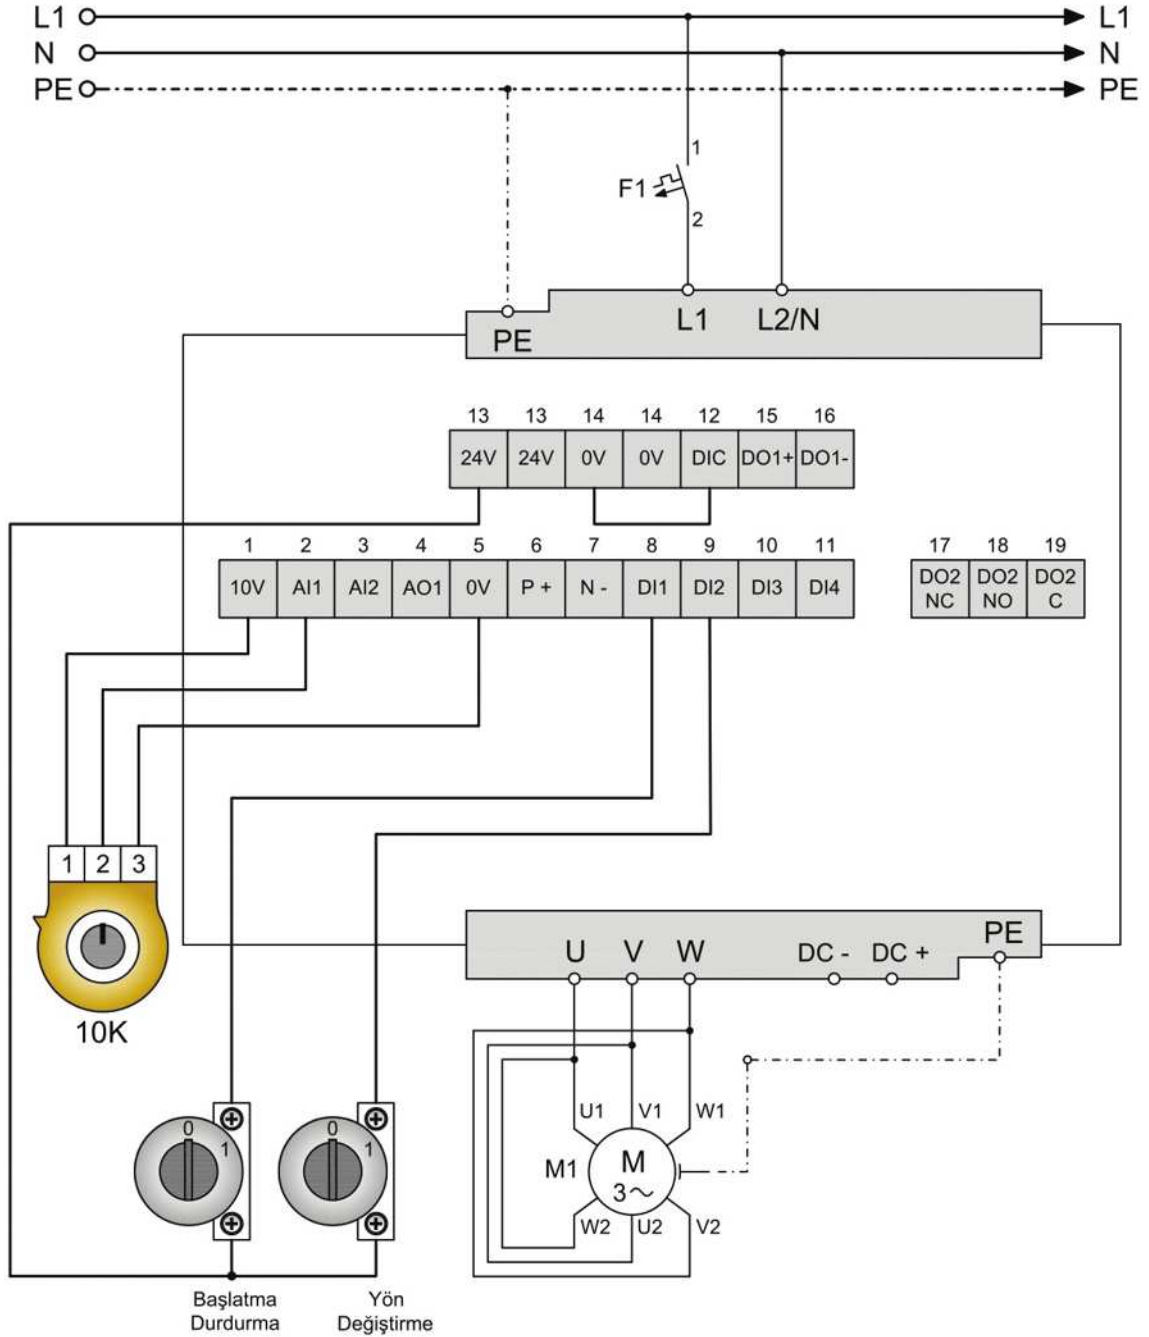 L1 L1
N N
PE PE
1
F1
2
L1 L2/N
PE
13 13 14 14 12 15 16
24V 24V 0V 0V DIC DO1+ DO1-
1 2 3 4 5 6 7 8 9 10 11 17 18 19
10V AI1 AI2 AO1 0V P + N - DI1 DI2 DI3 DI4 DO2 NC DO2 NO DO2 C
1 2 3
10K
U V W DC - DC + PE
U1 V1 W1
M1 M
3～
W2 U2 V2
0 1 0 1
Başlatma
Durdurma
Yön
Değiştirme